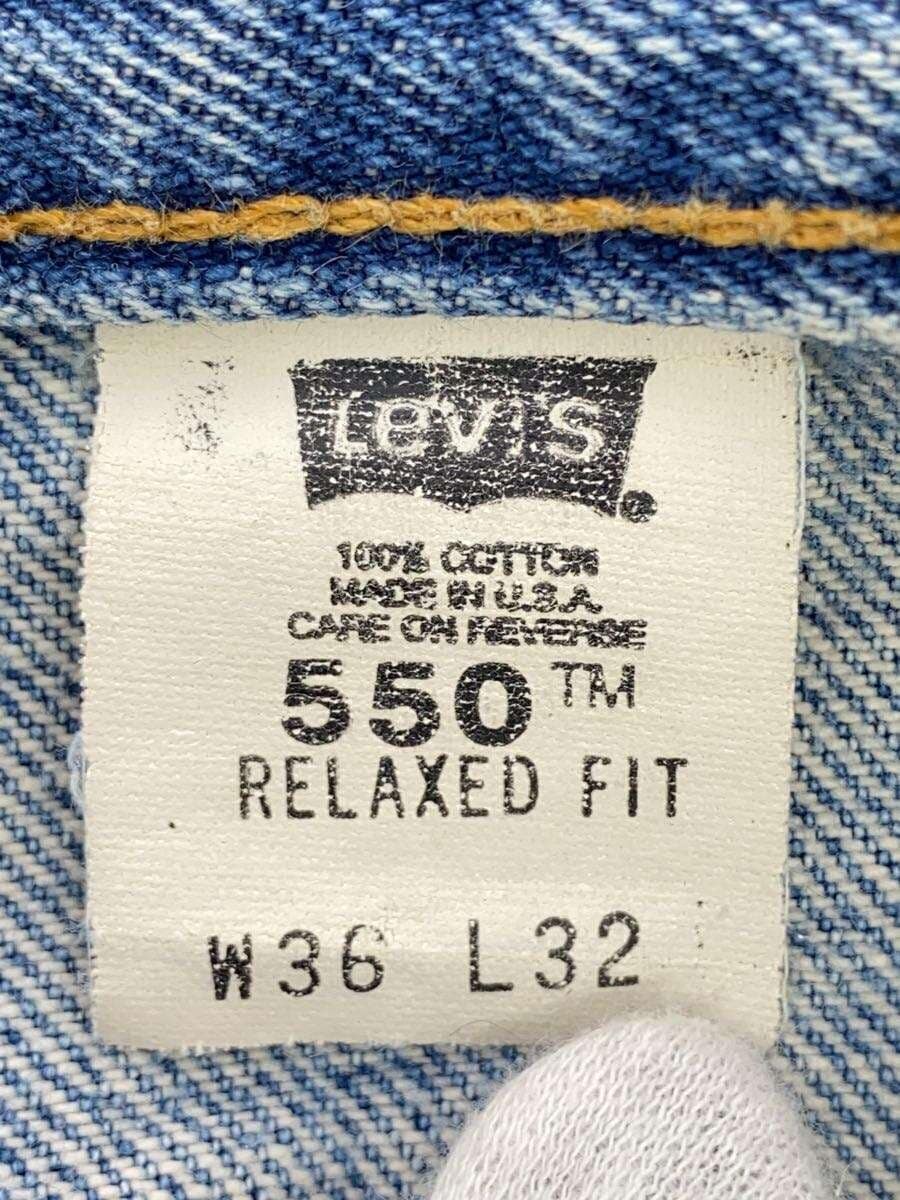 Levi's
100% COTTON
MADE IN U.S.A.
CARE ON REVERSE
550™
RELAXED FIT
W36 L32